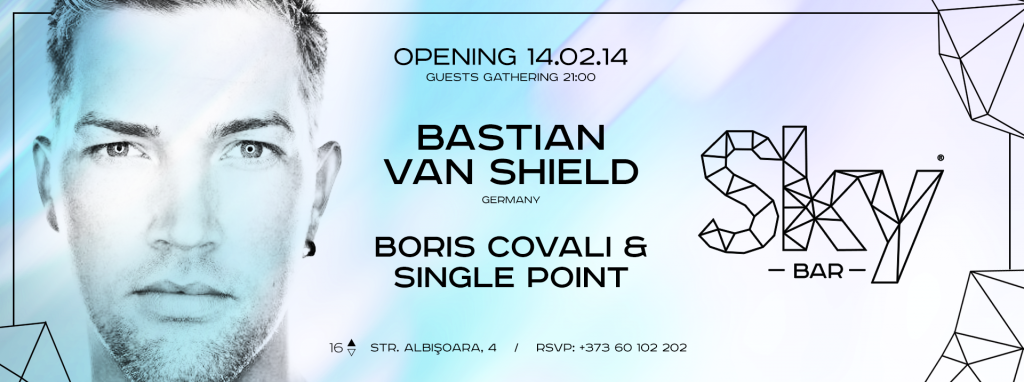 OPENING 14.02.14
GUESTS GATHERING 21:00
BASTIAN
VAN SHIELD
GERMANY
BORIS COVALI &
SINGLE POINT
Sky®
BAR
16 STR. ALBIŞOARA, 4 / RSVP: +373 60 102 202